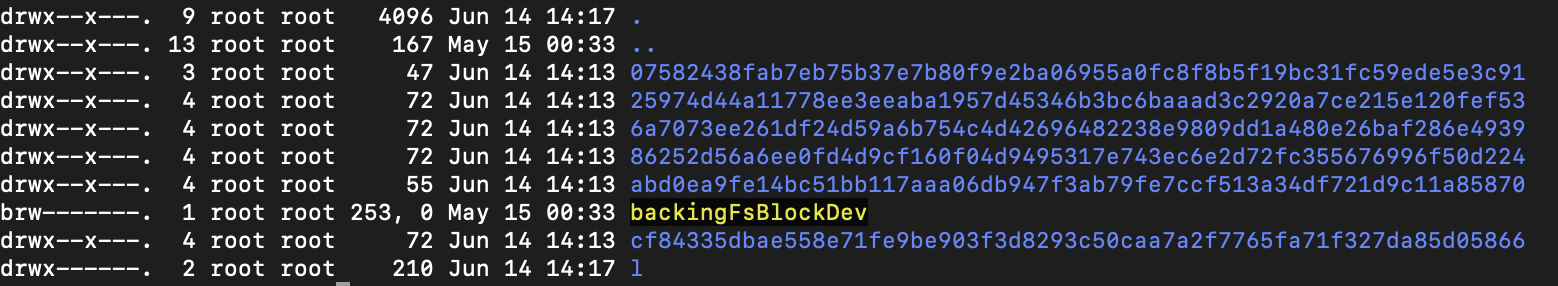 drwx--x---.  9 root root   4096 Jun 14 14:17 .
drwx--x---. 13 root root    167 May 15 00:33 ..
drwx--x---.  3 root root     47 Jun 14 14:13 07582438fab7eb75b37e7b80f9e2ba06955a0fc8f8b5f19bc31fc59ede5e3c91
drwx--x---.  4 root root     72 Jun 14 14:13 25974d44a11778ee3eeaba1957d45346b3bc6baaad3c2920a7ce215e120fef53
drwx--x---.  4 root root     72 Jun 14 14:13 6a7073ee261df24d59a6b754c4d42696482238e9809dd1a480e26baf286e4939
drwx--x---.  4 root root     72 Jun 14 14:13 86252d56a6ee0fd4d9cf160f04d9495317e743ec6e2d72fc355676996f50d224
drwx--x---.  4 root root     55 Jun 14 14:13 abd0ea9fe14bc51bb117aaa06db947f3ab79fe7ccf513a34df721d9c11a85870
brw-------.  1 root root 253, 0 May 15 00:33 backingFsBlockDev
drwx--x---.  4 root root     72 Jun 14 14:13 cf84335dbae558e71fe9be903f3d8293c50caa7a2f7765fa71f327da85d05866
drwx------.  2 root root    210 Jun 14 14:17 l